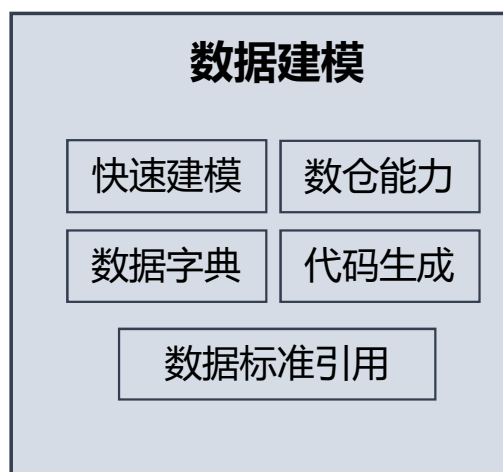 数据建模
快速建模
数仓能力
数据字典
代码生成
数据标准引用